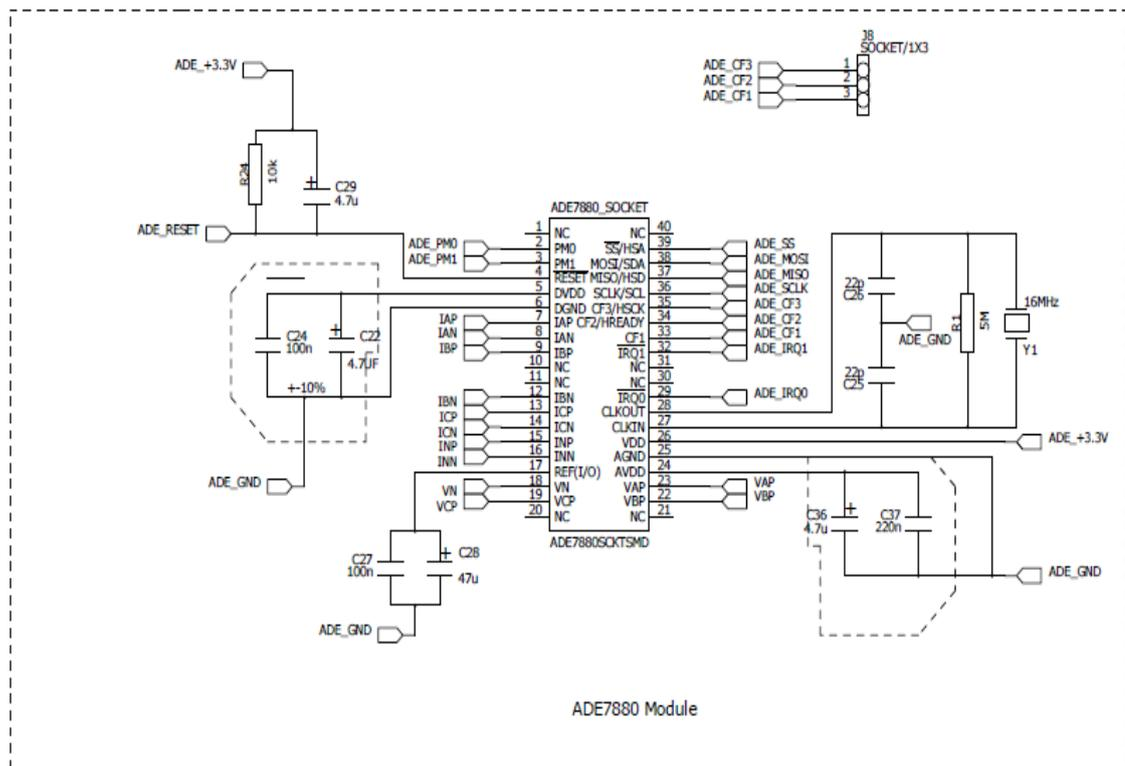 ADE_+3.3V
J8
SOCKET/1X3
ADE_CF3 1
ADE_CF2 2
ADE_CF1 3
R24
10k
C29
4.7u
ADE_RESET
ADE7880_SOCKET
1 NC NC 40
ADE_PM0 2 PM0 SS/HSA 39 ADE_SS
ADE_PM1 3 PM1 MOSI/SDA 38 ADE_MOSI
4 RESET MISO/HSD 37 ADE_MISO
5 DVDD SCLK/SCL 36 ADE_SCLK
6 DGND CF3/HSCK 35 ADE_CF3
IAP 7 IAP CF2/HREADY 34 ADE_CF2
IAN 8 IAN CF1 33 ADE_CF1
IBP 9 IBP IRQ1 32 ADE_IRQ1
10 NC NC 31
11 NC NC 30
IBN 12 IBN IRQ0 29 ADE_IRQ0
ICP 13 ICP CLKOUT 28
ICN 14 ICN CLKIN 27
INP 15 INP VDD 26 ADE_+3.3V
INN 16 INN AGND 25
17 REF(I/O) AVDD 24
VN 18 VN VAP 23 VAP
VCP 19 VCP VBP 22 VBP
20 NC NC 21
ADE7880SCKTSMD
C24
100n
C22
4.7UF
+-10%
ADE_GND
22p
C26
ADE_GND
22p
C25
R1
5M
16MHz
Y1
C27
100n
C28
47u
ADE_GND
C36
4.7u
C37
220n
ADE_GND
ADE7880 Module